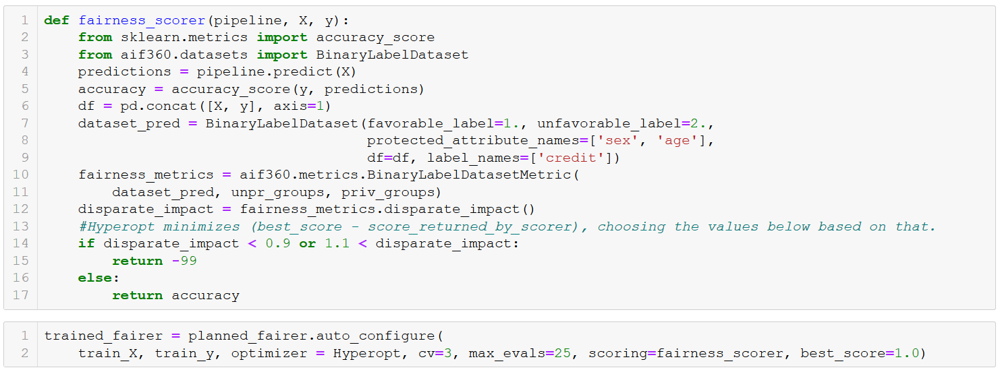 1 def fairness_scorer(pipeline, X, y):
2     from sklearn.metrics import accuracy_score
3     from aif360.datasets import BinaryLabelDataset
4     predictions = pipeline.predict(X)
5     accuracy = accuracy_score(y, predictions)
6     df = pd.concat([X, y], axis=1)
7     dataset_pred = BinaryLabelDataset(favorable_label=1., unfavorable_label=2.,
8                                       protected_attribute_names=['sex', 'age'],
9                                       df=df, label_names=['credit'])
10     fairness_metrics = aif360.metrics.BinaryLabelDatasetMetric(
11         dataset_pred, unpr_groups, priv_groups)
12     disparate_impact = fairness_metrics.disparate_impact()
13     #Hyperopt minimizes (best_score - score_returned_by_scorer), choosing the values below based on that.
14     if disparate_impact < 0.9 or 1.1 < disparate_impact:
15         return -99
16     else:
17         return accuracy
1 trained_fairer = planned_fairer.auto_configure(
2     train_X, train_y, optimizer = Hyperopt, cv=3, max_evals=25, scoring=fairness_scorer, best_score=1.0)